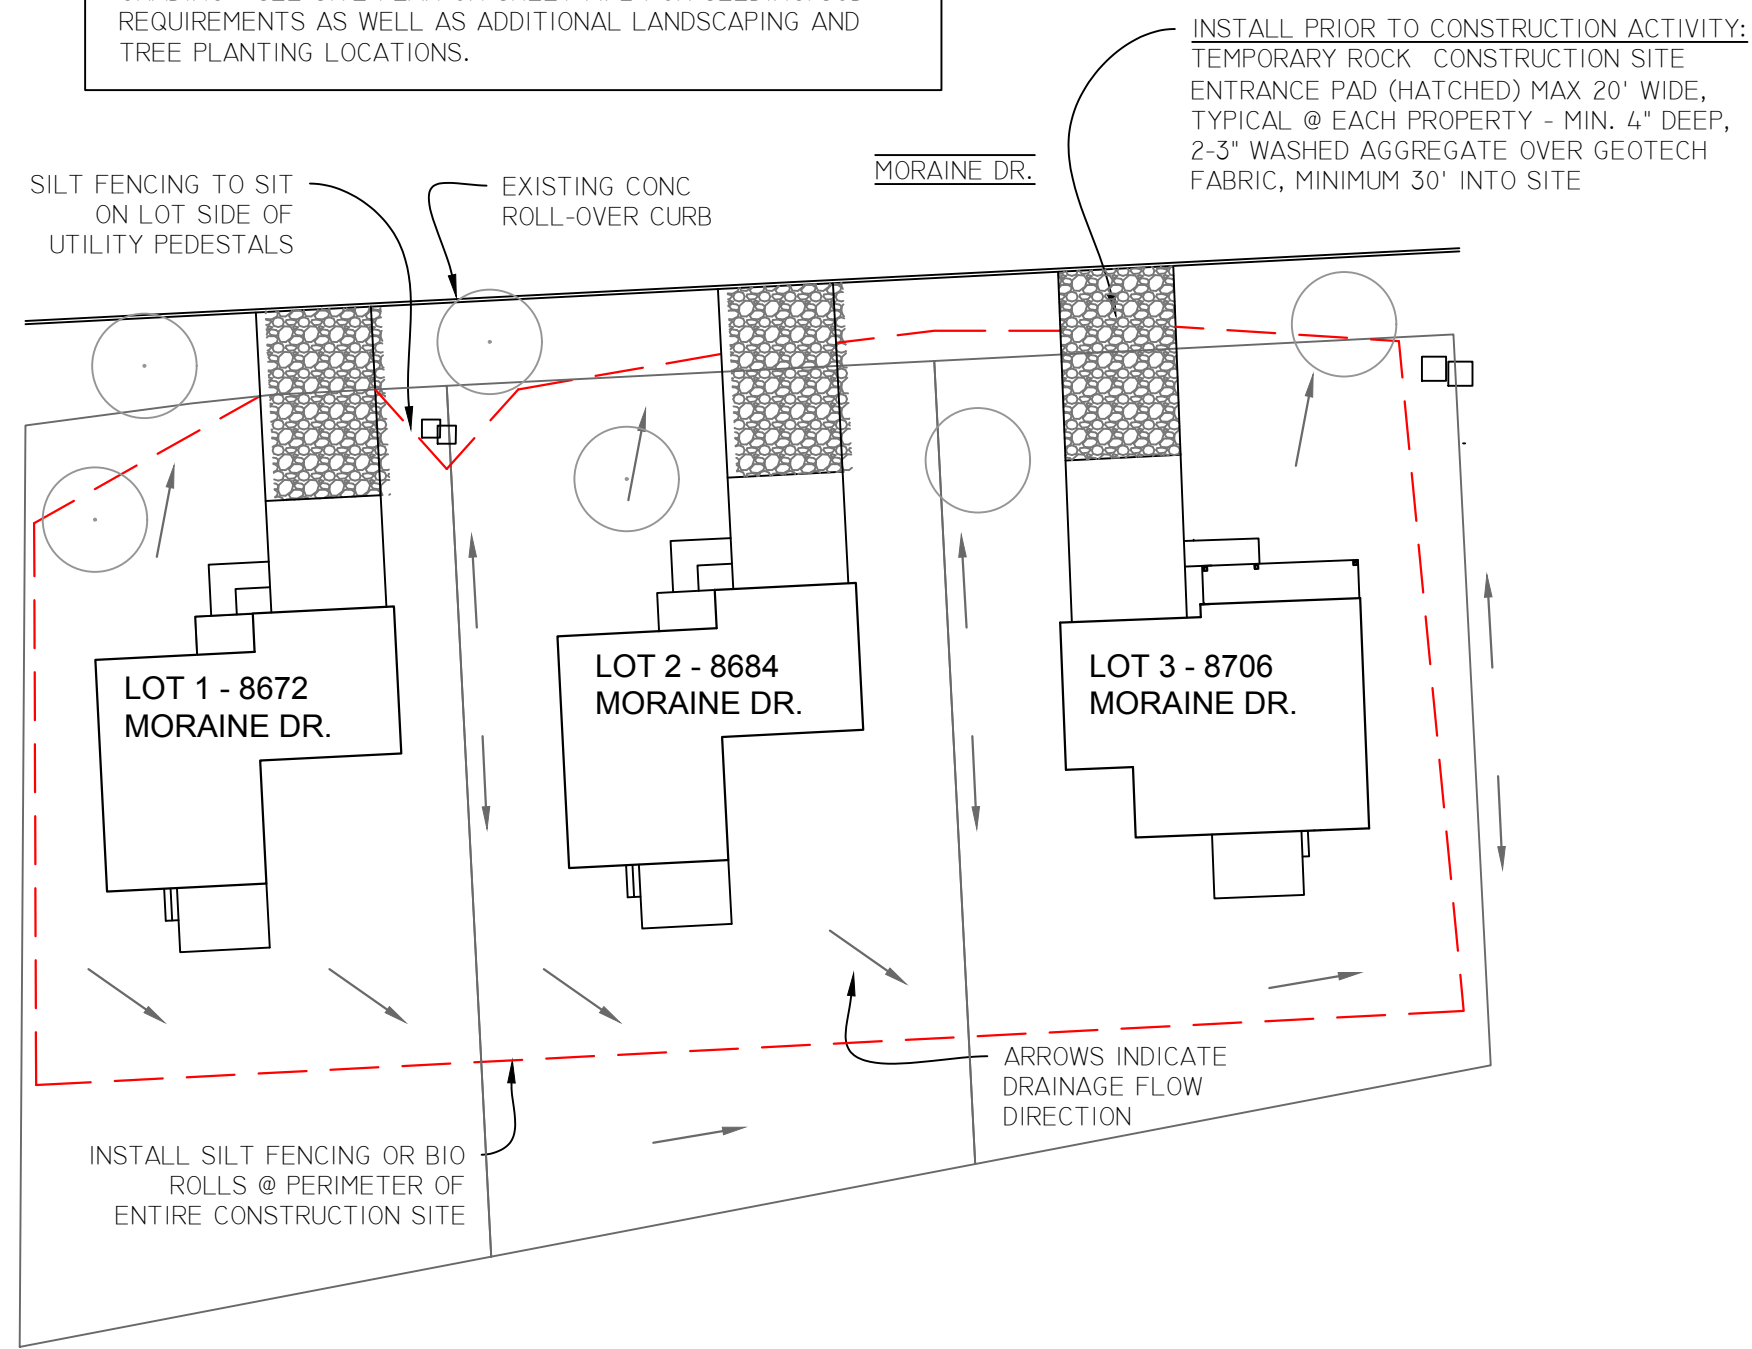 REQUIREMENTS AS WELL AS ADDITIONAL LANDSCAPING AND
TREE PLANTING LOCATIONS.
INSTALL PRIOR TO CONSTRUCTION ACTIVITY:
TEMPORARY ROCK CONSTRUCTION SITE
ENTRANCE PAD (HATCHED) MAX 20' WIDE,
TYPICAL @ EACH PROPERTY - MIN. 4" DEEP,
2-3" WASHED AGGREGATE OVER GEOTECH
FABRIC, MINIMUM 30' INTO SITE
MORAINE DR.
SILT FENCING TO SIT
ON LOT SIDE OF
UTILITY PEDESTALS
EXISTING CONC
ROLL-OVER CURB
LOT 1 - 8672
MORAINE DR.
LOT 2 - 8684
MORAINE DR.
LOT 3 - 8706
MORAINE DR.
ARROWS INDICATE
DRAINAGE FLOW
DIRECTION
INSTALL SILT FENCING OR BIO
ROLLS @ PERIMETER OF
ENTIRE CONSTRUCTION SITE